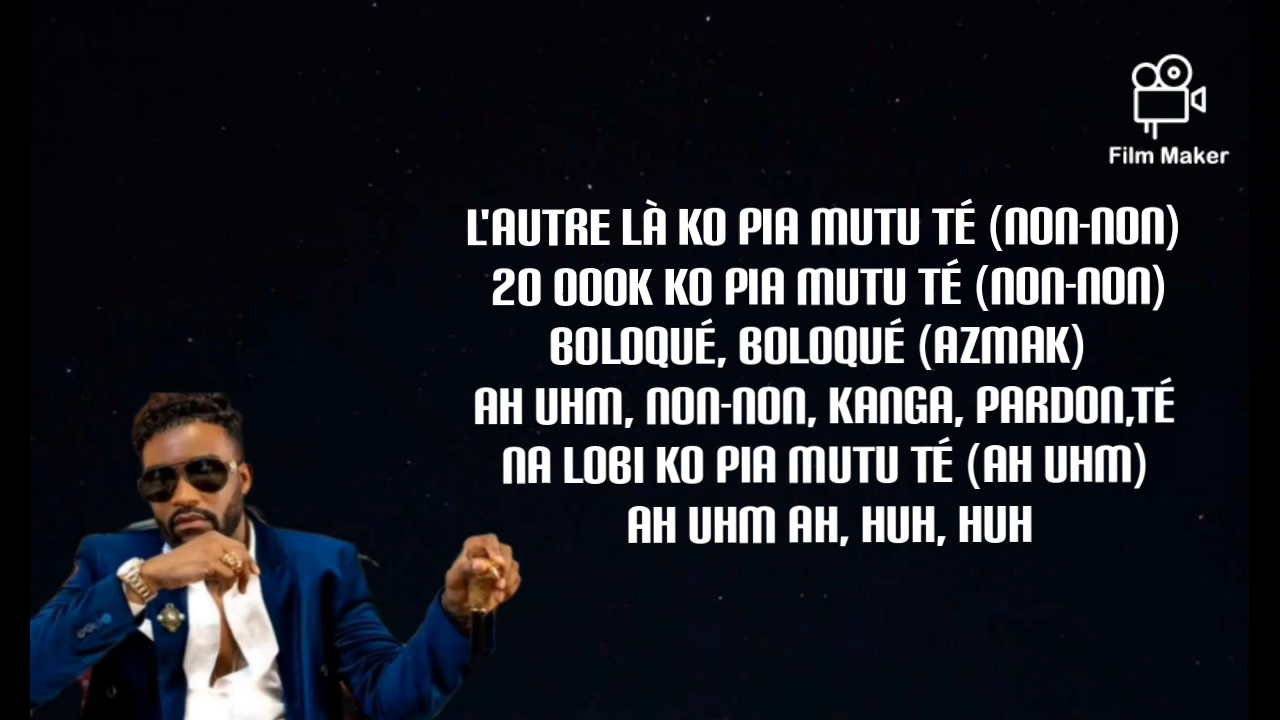 Film Maker
L'AUTRE LÀ KO PIA MUTU TÉ (NON-NON)
20 000K KO PIA MUTU TÉ (NON-NON)
BOLOQUÉ, BOLOQUÉ (AZMAK)
AH UHM, NON-NON, KANGA, PARDON,TÉ
NA LOBI KO PIA MUTU TÉ (AH UHM)
AH UHM AH, HUH, HUH